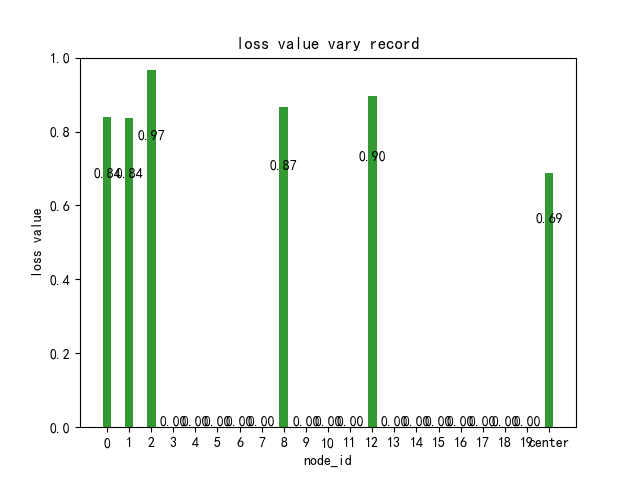 loss value vary record
1.0
0.8
0.6
0.4
0.2
0.0
loss value
0.84 0.84 0.97 0.00 0.00 0.00 0.00 0.00 0.87 0.00 0.00 0.00 0.90 0.00 0.00 0.00 0.00 0.00 0.00 0.00 0.69
0 1 2 3 4 5 6 7 8 9 10 11 12 13 14 15 16 17 18 19 center
node_id